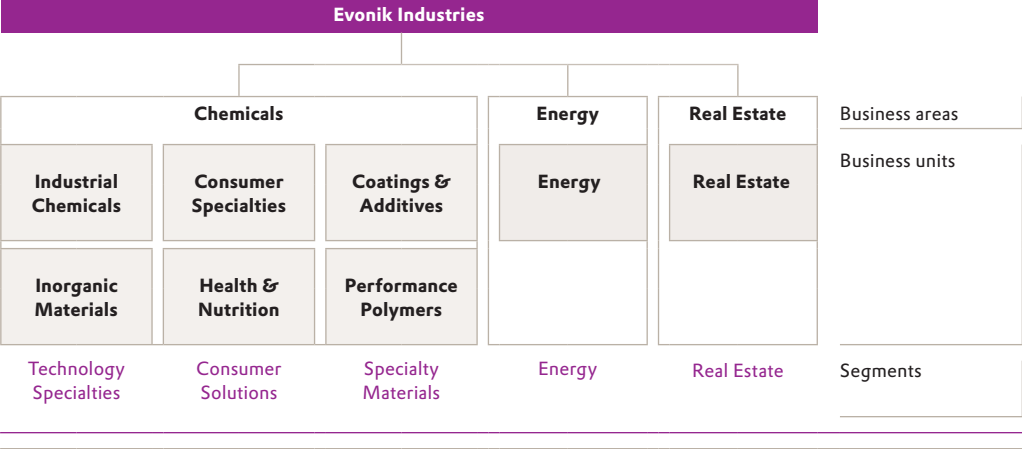 Evonik Industries
Chemicals
Energy
Real Estate
Business areas
Business units
Industrial
Chemicals
Consumer
Specialties
Coatings &
Additives
Energy
Real Estate
Inorganic
Materials
Health &
Nutrition
Performance
Polymers
Technology
Specialties
Consumer
Solutions
Specialty
Materials
Energy
Real Estate
Segments